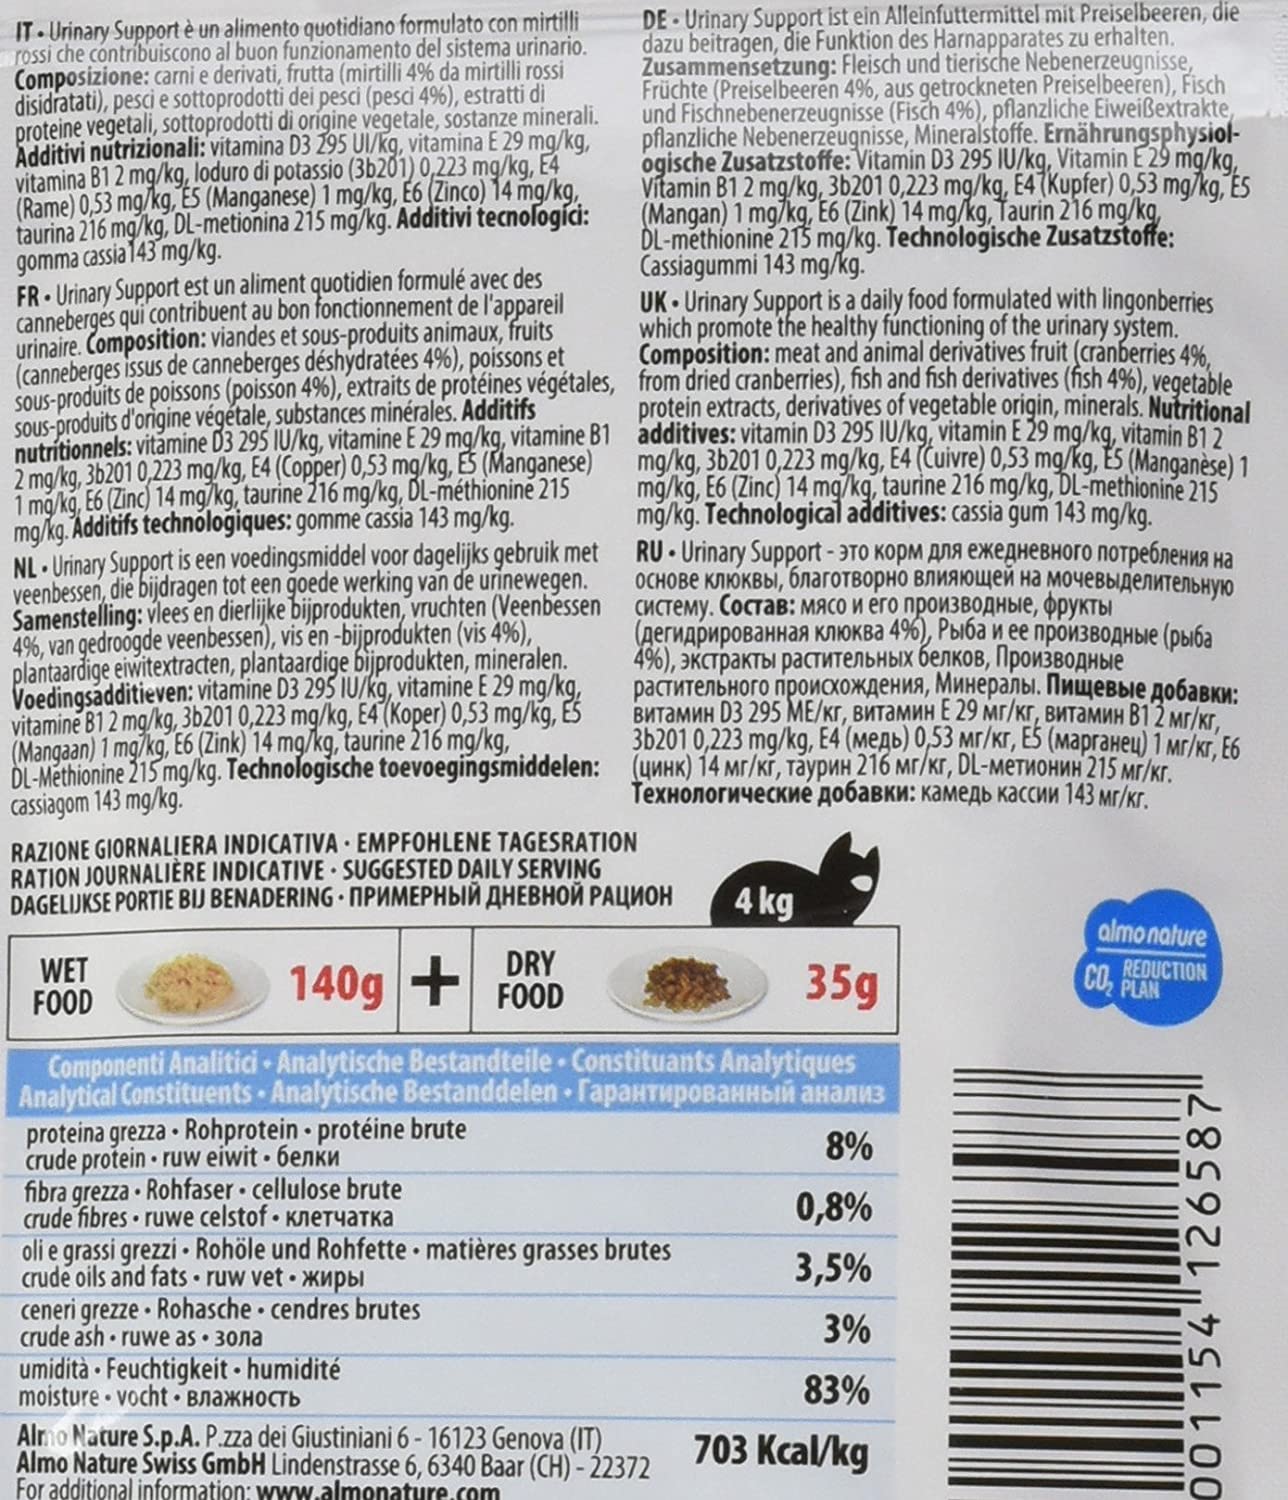 IT • Urinary Support è un alimento quotidiano formulato con mirtilli
rossi che contribuiscono al buon funzionamento del sistema urinario.
Composizione: carni e derivati, frutta (mirtilli 4% da mirtilli rossi
disidratati), pesci e sottoprodotti dei pesci (pesci 4%), estratti di
proteine vegetali, sottoprodotti di origine vegetale, sostanze minerali.
Additivi nutrizionali: vitamina D3 295 UI/kg, vitamina E 29 mg/kg,
vitamina B1 2 mg/kg, Ioduro di potassio (3b201) 0,223 mg/kg, E4
(Rame) 0,53 mg/kg, E5 (Manganese) 1 mg/kg, E6 (Zinco) 14 mg/kg,
taurina 216 mg/kg, DL-metionina 215 mg/kg. Additivi tecnologici:
gomma cassia 143 mg/kg.
FR • Urinary Support est un aliment quotidien formulé avec des
canneberges qui contribuent au bon fonctionnement de l'appareil
urinaire. Composition: viandes et sous-produits animaux, fruits
(canneberges issus de canneberges déshydratées 4%), poissons et
sous-produits de poissons (poisson 4%), extraits de protéines végétales,
sous-produits d'origine végétale, substances minérales. Additifs
nutritionnels: vitamine D3 295 IU/kg, vitamine E 29 mg/kg, vitamine B1
2 mg/kg, 3b201 0,223 mg/kg, E4 (Copper) 0,53 mg/kg, E5 (Manganese)
1 mg/kg, E6 (Zinc) 14 mg/kg, taurine 216 mg/kg, DL-méthionine 215
mg/kg. Additifs technologiques: gomme cassia 143 mg/kg.
NL • Urinary Support is een voedingsmiddel voor dagelijks gebruik met
veenbessen, die bijdragen tot een goede werking van de urinewegen.
Samenstelling: vlees en dierlijke bijprodukten, vruchten (Veenbessen
4%, van gedroogde veenbessen), vis en -bijprodukten (vis 4%),
plantaardige eiwitextracten, plantaardige bijprodukten, mineralen.
Voedingsadditieven: vitamine D3 295 IU/kg, vitamine E 29 mg/kg,
vitamine B1 2 mg/kg, 3b201 0,223 mg/kg, E4 (Koper) 0,53 mg/kg, E5
(Mangaan) 1 mg/kg, E6 (Zink) 14 mg/kg, taurine 216 mg/kg,
DL-Methionine 215 mg/kg. Technologische toevoegingsmiddelen:
cassiagom 143 mg/kg.
DE • Urinary Support ist ein Alleinfuttermittel mit Preiselbeeren, die
dazu beitragen, die Funktion des Harnapparates zu erhalten.
Zusammensetzung: Fleisch und tierische Nebenerzeugnisse,
Früchte (Preiselbeeren 4%, aus getrockneten Preiselbeeren), Fisch
und Fischnebenerzeugnisse (Fisch 4%), pflanzliche Eiweißextrakte,
pflanzliche Nebenerzeugnisse, Mineralstoffe. Ernährungsphysiol-
ogische Zusatzstoffe: Vitamin D3 295 IU/kg, Vitamin E 29 mg/kg,
Vitamin B1 2 mg/kg, 3b201 0,223 mg/kg, E4 (Kupfer) 0,53 mg/kg, E5
(Mangan) 1 mg/kg, E6 (Zink) 14 mg/kg, Taurin 216 mg/kg,
DL-methionine 215 mg/kg. Technologische Zusatzstoffe:
Cassiagummi 143 mg/kg.
UK • Urinary Support is a daily food formulated with lingonberries
which promote the healthy functioning of the urinary system.
Composition: meat and animal derivatives fruit (cranberries 4%,
from dried cranberries), fish and fish derivatives (fish 4%), vegetable
protein extracts, derivatives of vegetable origin, minerals. Nutritional
additives: vitamin D3 295 IU/kg, vitamin E 29 mg/kg, vitamin B1 2
mg/kg, 3b201 0,223 mg/kg, E4 (Cuivre) 0,53 mg/kg, E5 (Manganèse) 1
mg/kg, E6 (Zinc) 14 mg/kg, taurine 216 mg/kg, DL-methionine 215
mg/kg. Technological additives: cassia gum 143 mg/kg.
RU • Urinary Support - это корм для ежедневного потребления на
основе клюквы, благотворно влияющей на мочевыделительную
систему. Состав: мясо и его производные, фрукты
(дегидрированная клюква 4%), Рыба и ее производные (рыба
4%), экстракты растительных белков, Производные
растительного происхождения, Минералы. Пищевые добавки:
витамин D3 295 МЕ/кг, витамин Е 29 мг/кг, витамин В1 2 мг/кг,
3b201 0,223 mg/kg, E4 (медь) 0,53 мг/кг, E5 (марганец) 1 мг/кг, E6
(цинк) 14 мг/кг, таурин 216 мг/кг, DL-метионин 215 мг/кг.
Технологические добавки: камедь кассии 143 мг/кг.
RAZIONE GIORNALIERA INDICATIVA · EMPFOHLENE TAGESRATION
RATION JOURNALIÈRE INDICATIVE · SUGGESTED DAILY SERVING
DAGELIJKSE PORTIE BIJ BENADERING · ПРИМЕРНЫЙ ДНЕВНОЙ РАЦИОН
4 kg
WET
FOOD
140g
+
DRY
FOOD
35g
almo nature
CO2 REDUCTION
PLAN
Componenti Analitici • Analytische Bestandteile • Constituants Analytiques
Analytical Constituents • Analytische Bestanddelen • Гарантированный анализ
proteina grezza • Rohprotein • protéine brute
crude protein • ruw eiwit • белки
8%
fibra grezza • Rohfaser • cellulose brute
crude fibres • ruwe celstof • клетчатка
0,8%
oli e grassi grezzi • Rohöle und Rohfette • matières grasses brutes
crude oils and fats • ruw vet • жиры
3,5%
ceneri grezze • Rohasche • cendres brutes
crude ash • ruwe as • зола
3%
umidità • Feuchtigkeit • humidité
moisture • vocht • влажность
83%
Almo Nature S.p.A. P.zza dei Giustiniani 6 - 16123 Genova (IT)
Almo Nature Swiss GmbH Lindenstrasse 6, 6340 Baar (CH) - 22372
For additional information: www.almonature.com
703 Kcal/kg
001154 126587